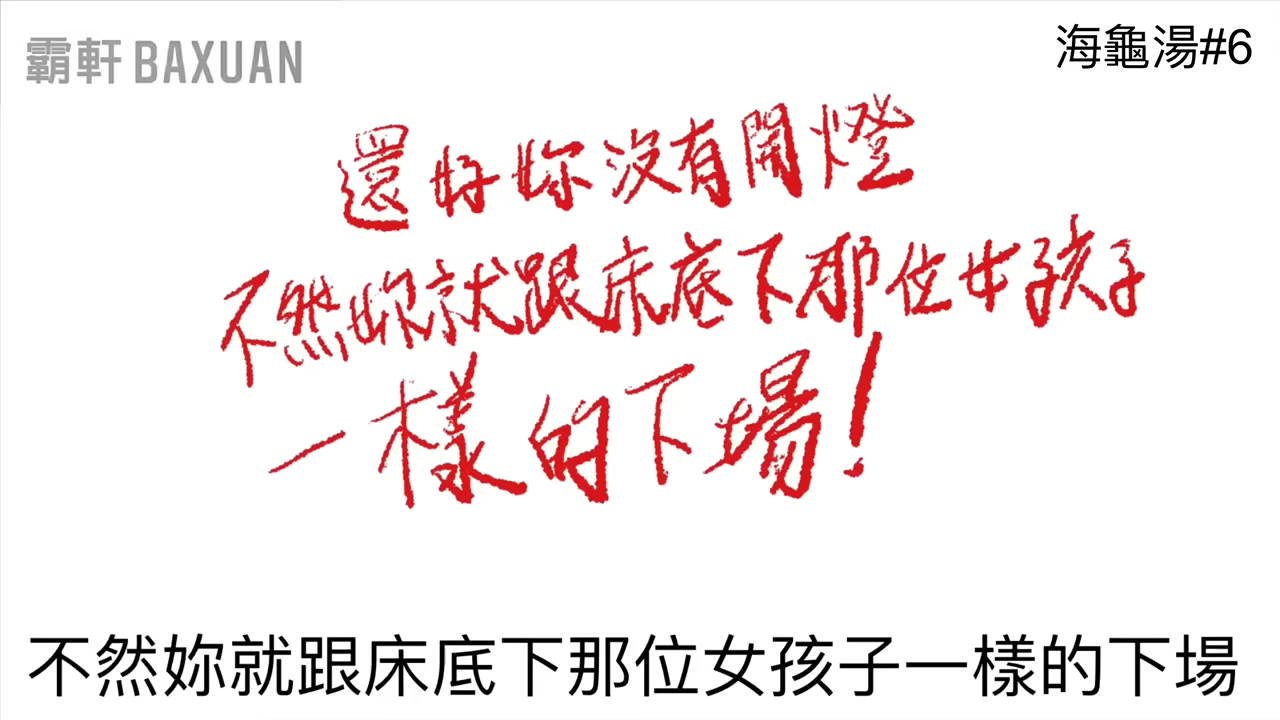 霸軒 BAXUAN
海龜湯#6
還好妳沒有開燈
不然妳就跟床底下那位女孩子
一樣的下場！
不然妳就跟床底下那位女孩子一樣的下場